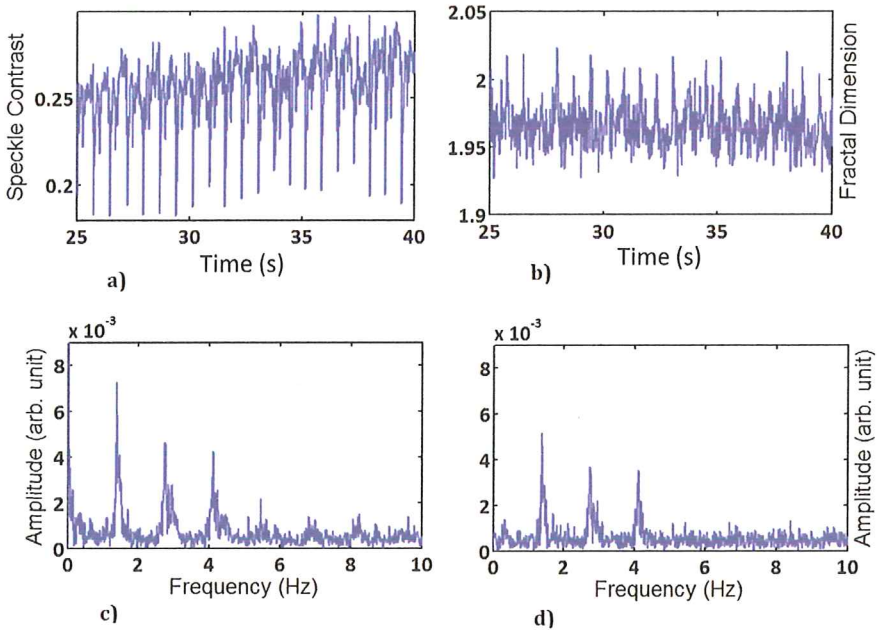 Speckle Contrast
0.25
0.2
25 30 35 40
Time (s)
a)
2.05
2
1.95
1.9
25 30 35 40
Time (s)
Fractal Dimension
b)
x 10⁻³
Amplitude (arb. unit)
8
6
4
2
0
0 2 4 6 8 10
Frequency (Hz)
c)
x 10⁻³
8
6
4
2
0
0 2 4 6 8 10
Frequency (Hz)
Amplitude (arb. unit)
d)